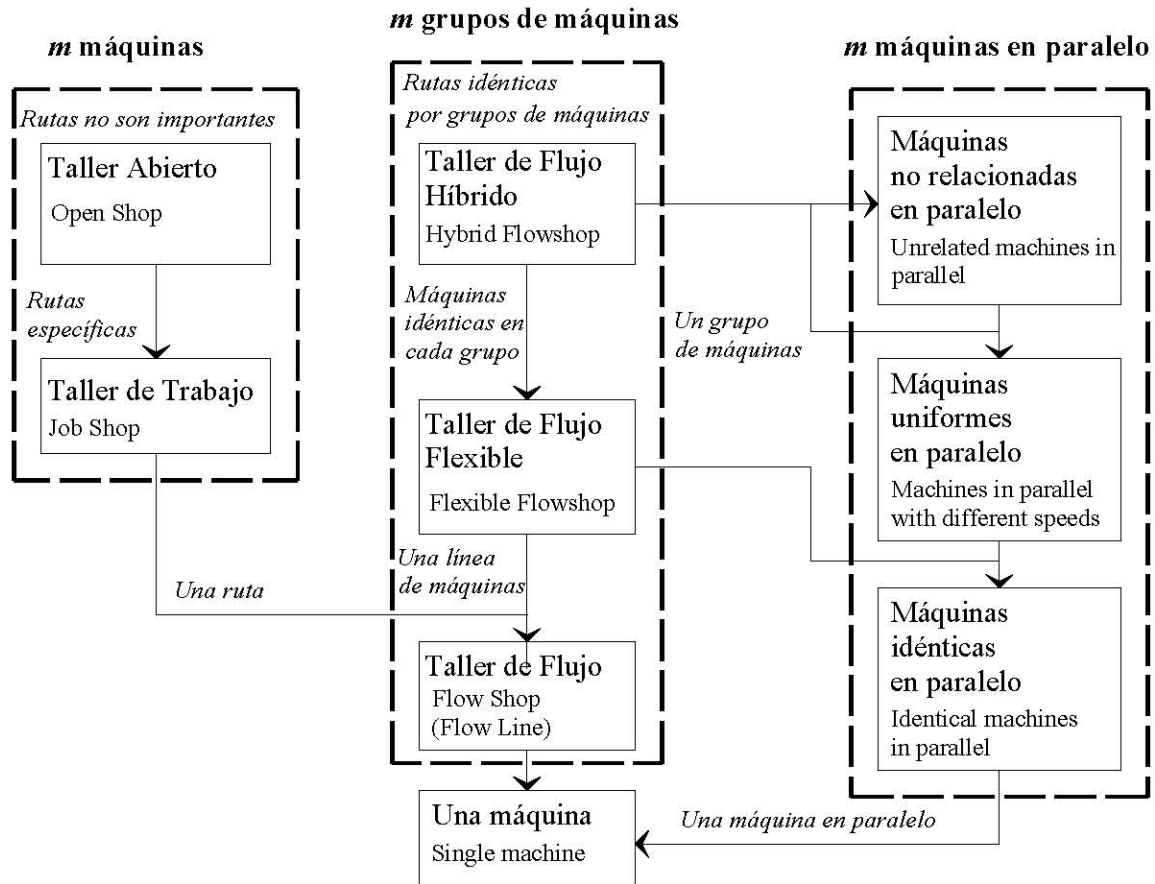 m máquinas
Rutas no son importantes
Taller Abierto
Open Shop
Rutas
específicas
Taller de Trabajo
Job Shop
Una ruta
m grupos de máquinas
Rutas idénticas
por grupos de máquinas
Taller de Flujo
Híbrido
Hybrid Flowshop
Máquinas
idénticas en
cada grupo
Taller de Flujo
Flexible
Flexible Flowshop
Una línea
de máquinas
Taller de Flujo
Flow Shop
(Flow Line)
Una máquina
Single machine
Un grupo
de máquinas
m máquinas en paralelo
Máquinas
no relacionadas
en paralelo
Unrelated machines in
parallel
Máquinas
uniformes
en paralelo
Machines in parallel
with different speeds
Máquinas
idénticas
en paralelo
Identical machines
in parallel
Una máquina en paralelo